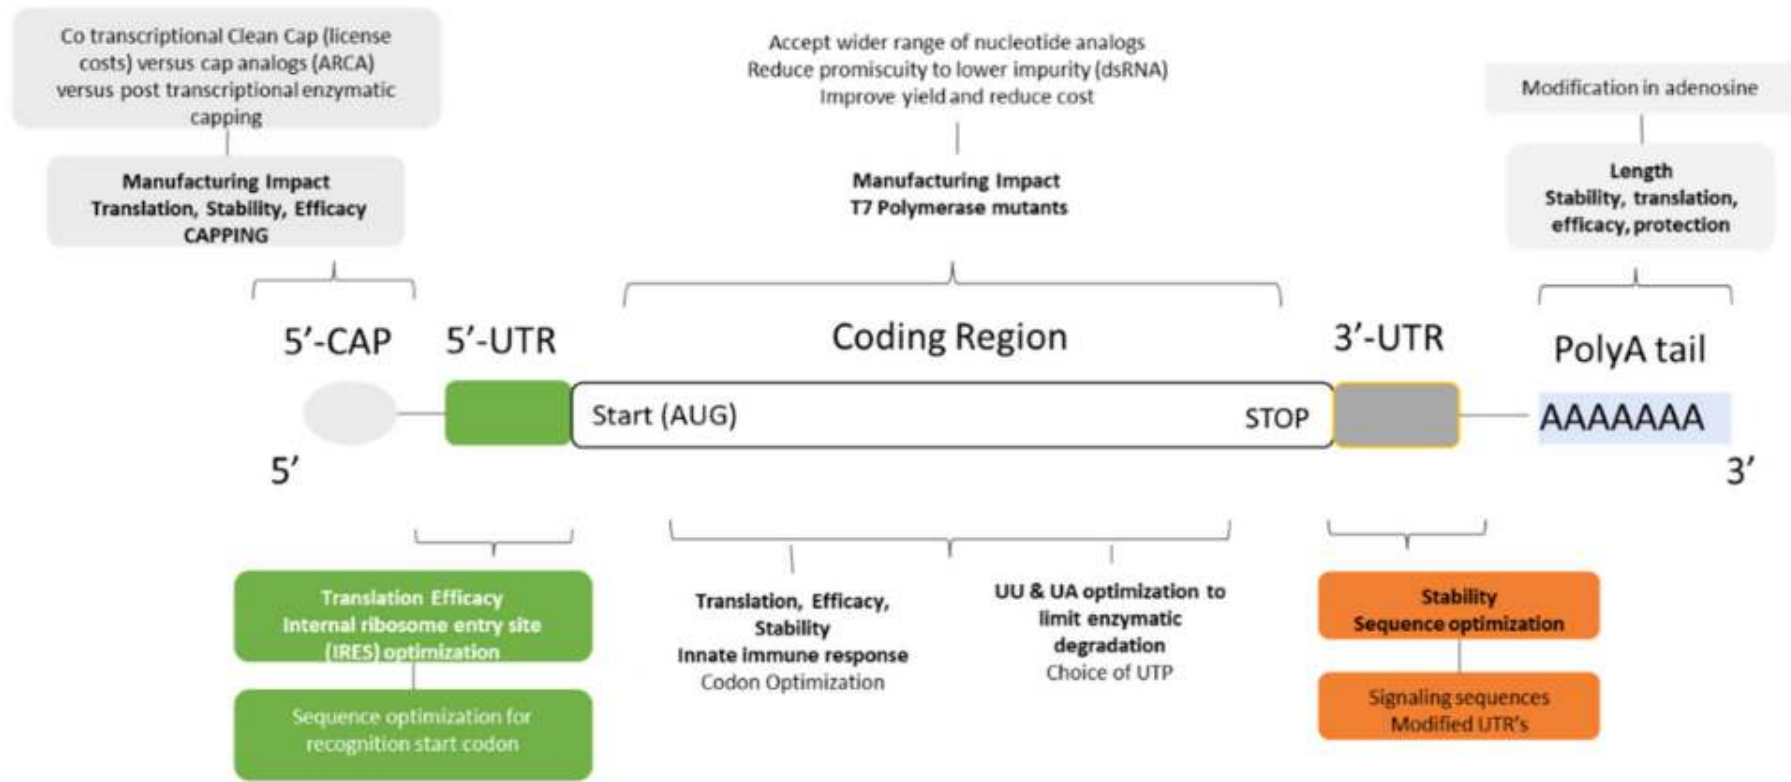 Co transcriptional Clean Cap (license
costs) versus cap analogs (ARCA)
versus post transcriptional enzymatic
capping
Manufacturing Impact
Translation, Stability, Efficacy
CAPPING
Accept wider range of nucleotide analogs
Reduce promiscuity to lower impurity (dsRNA)
Improve yield and reduce cost
Manufacturing Impact
T7 Polymerase mutants
Modification in adenosine
Length
Stability, translation,
efficacy, protection
5′-CAP
5′-UTR
Coding Region
3′-UTR
PolyA tail
Start (AUG)
STOP
AAAAAAA
5′
3′
Translation Efficacy
Internal ribosome entry site
(IRES) optimization
Sequence optimization for
recognition start codon
Translation, Efficacy,
Stability
Innate immune response
Codon Optimization
UU & UA optimization to
limit enzymatic
degradation
Choice of UTP
Stability
Sequence optimization
Signaling sequences
Modified UTR's